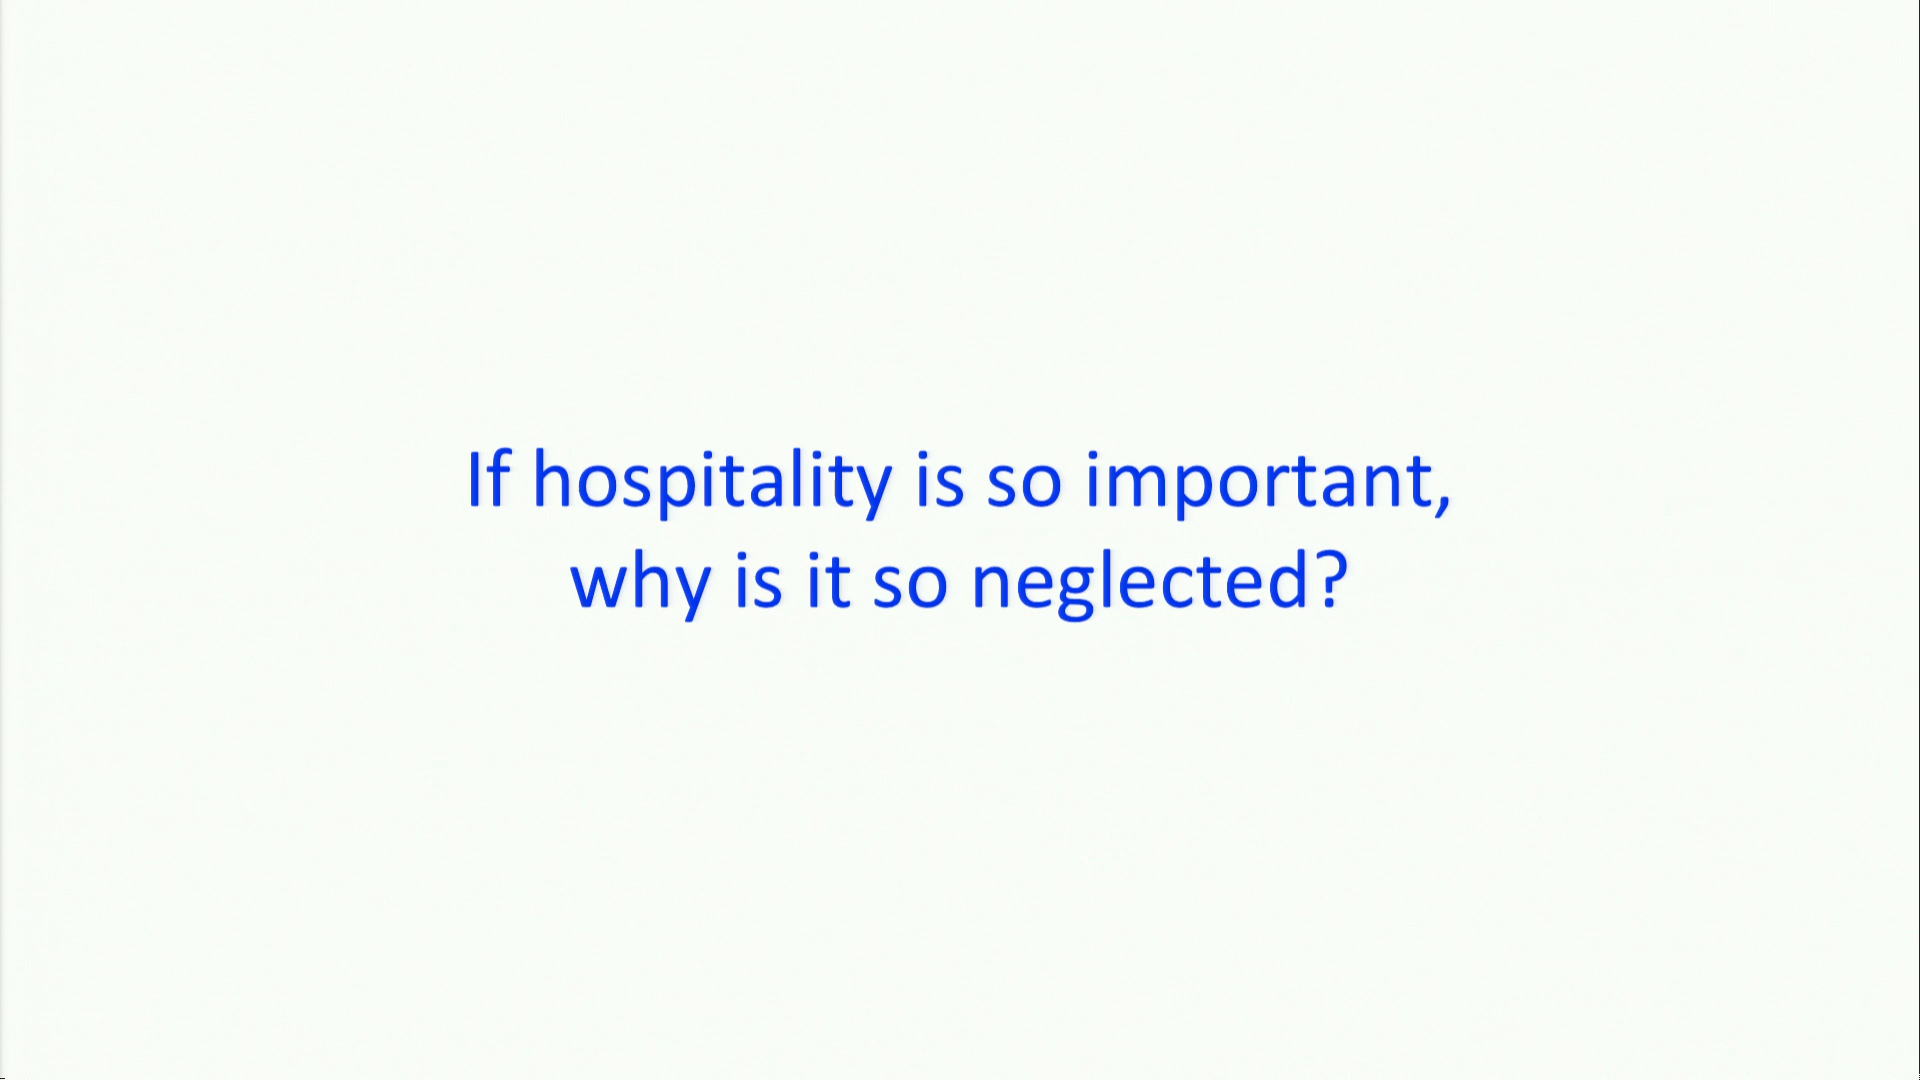 If hospitality is so important,
why is it so neglected?